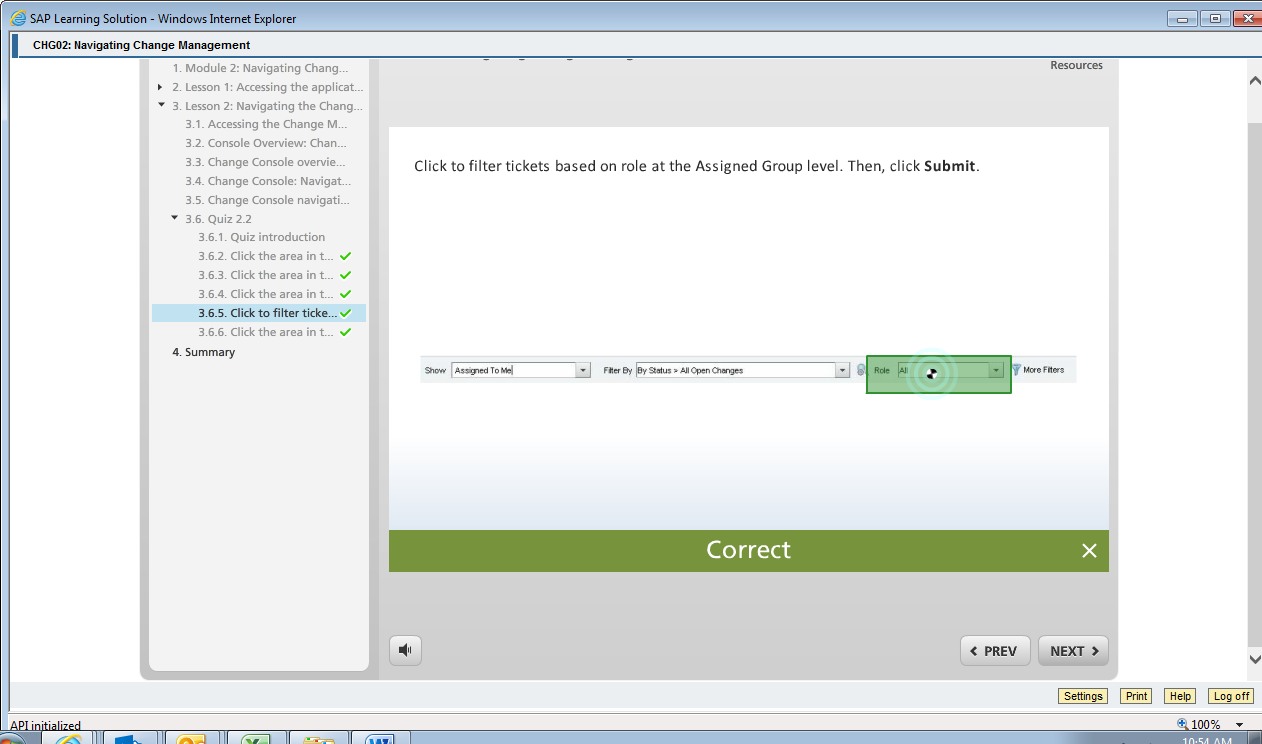 SAP Learning Solution - Windows Internet Explorer
CHG02: Navigating Change Management
1. Module 2: Navigating Chang...
2. Lesson 1: Accessing the applicat...
3. Lesson 2: Navigating the Chang...
3.1. Accessing the Change M...
3.2. Console Overview: Chan...
3.3. Change Console overvie...
3.4. Change Console: Navigat...
3.5. Change Console navigati...
3.6. Quiz 2.2
3.6.1. Quiz introduction
3.6.2. Click the area in t...
3.6.3. Click the area in t...
3.6.4. Click the area in t...
3.6.5. Click to filter ticke...
3.6.6. Click the area in t...
4. Summary
Resources
Click to filter tickets based on role at the Assigned Group level. Then, click Submit.
Show Assigned To Me Filter By By Status > All Open Changes Role All More Filters
Correct
PREV NEXT
Settings Print Help Log off
API initialized 100%
10:54 AM